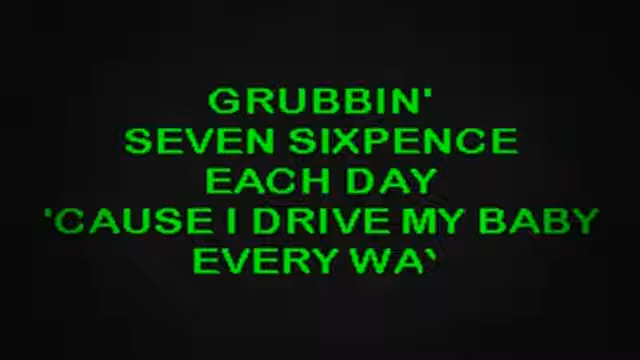 GRUBBIN'
SEVEN SIXPENCE
EACH DAY
'CAUSE I DRIVE MY BABY
EVERY WAY